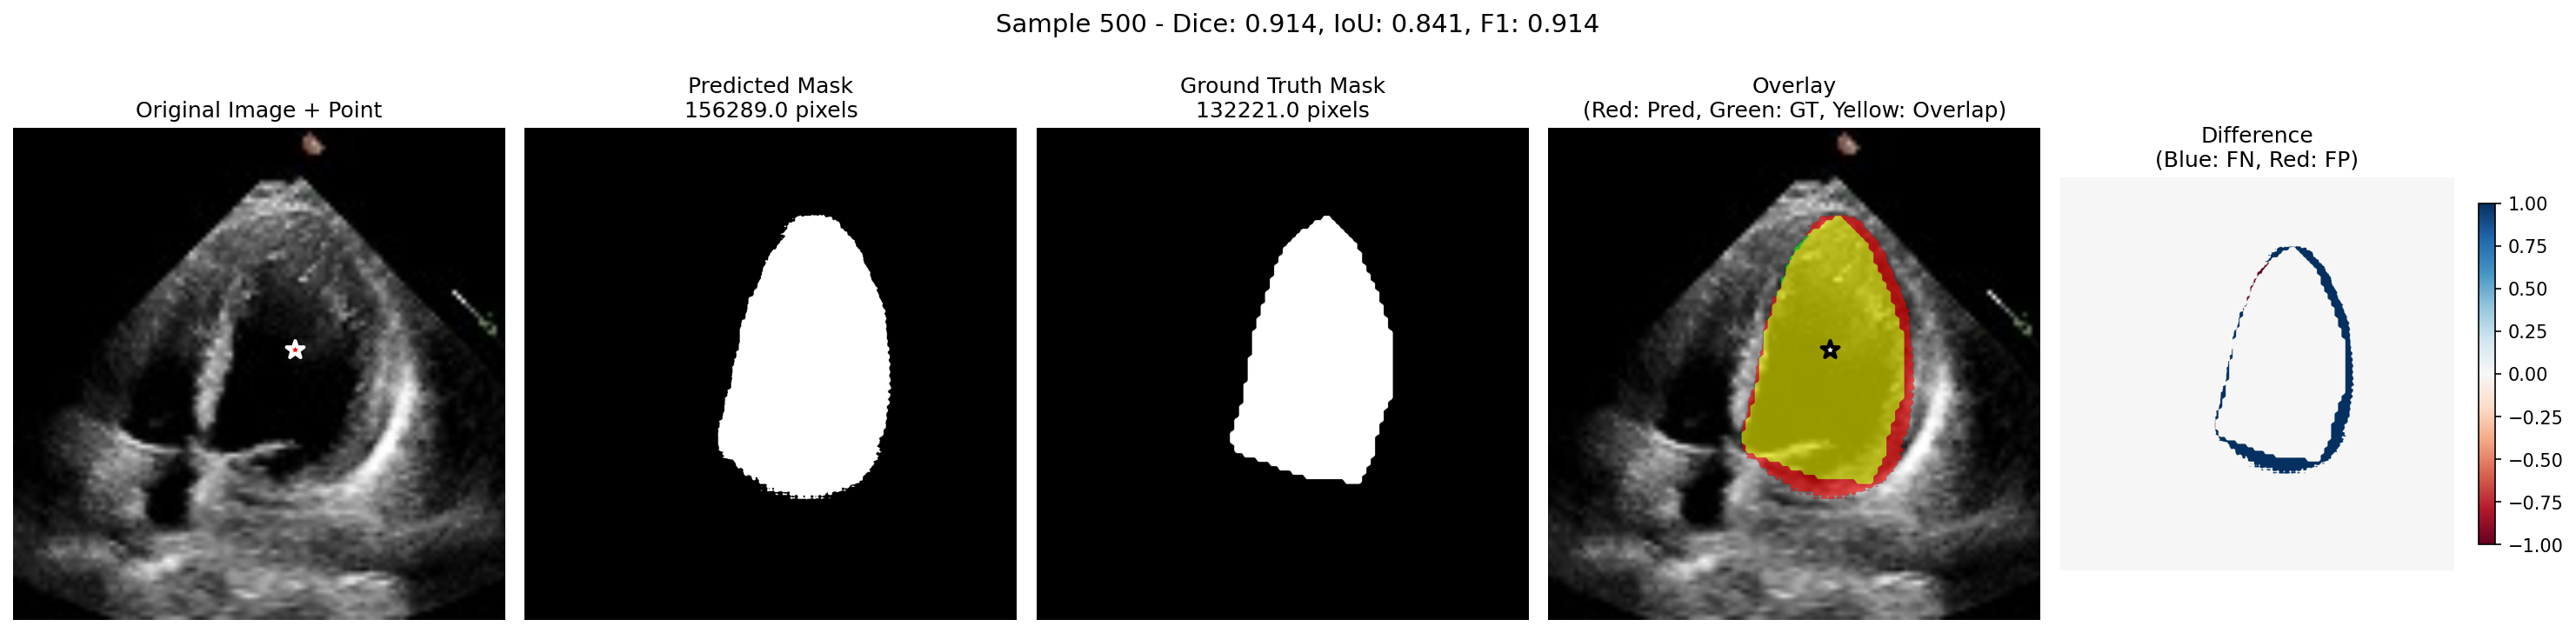 Sample 500 - Dice: 0.914, IoU: 0.841, F1: 0.914
Original Image + Point
Predicted Mask
156289.0 pixels
Ground Truth Mask
132221.0 pixels
Overlay
(Red: Pred, Green: GT, Yellow: Overlap)
Difference
(Blue: FN, Red: FP)
1.00
0.75
0.50
0.25
0.00
−0.25
−0.50
−0.75
−1.00